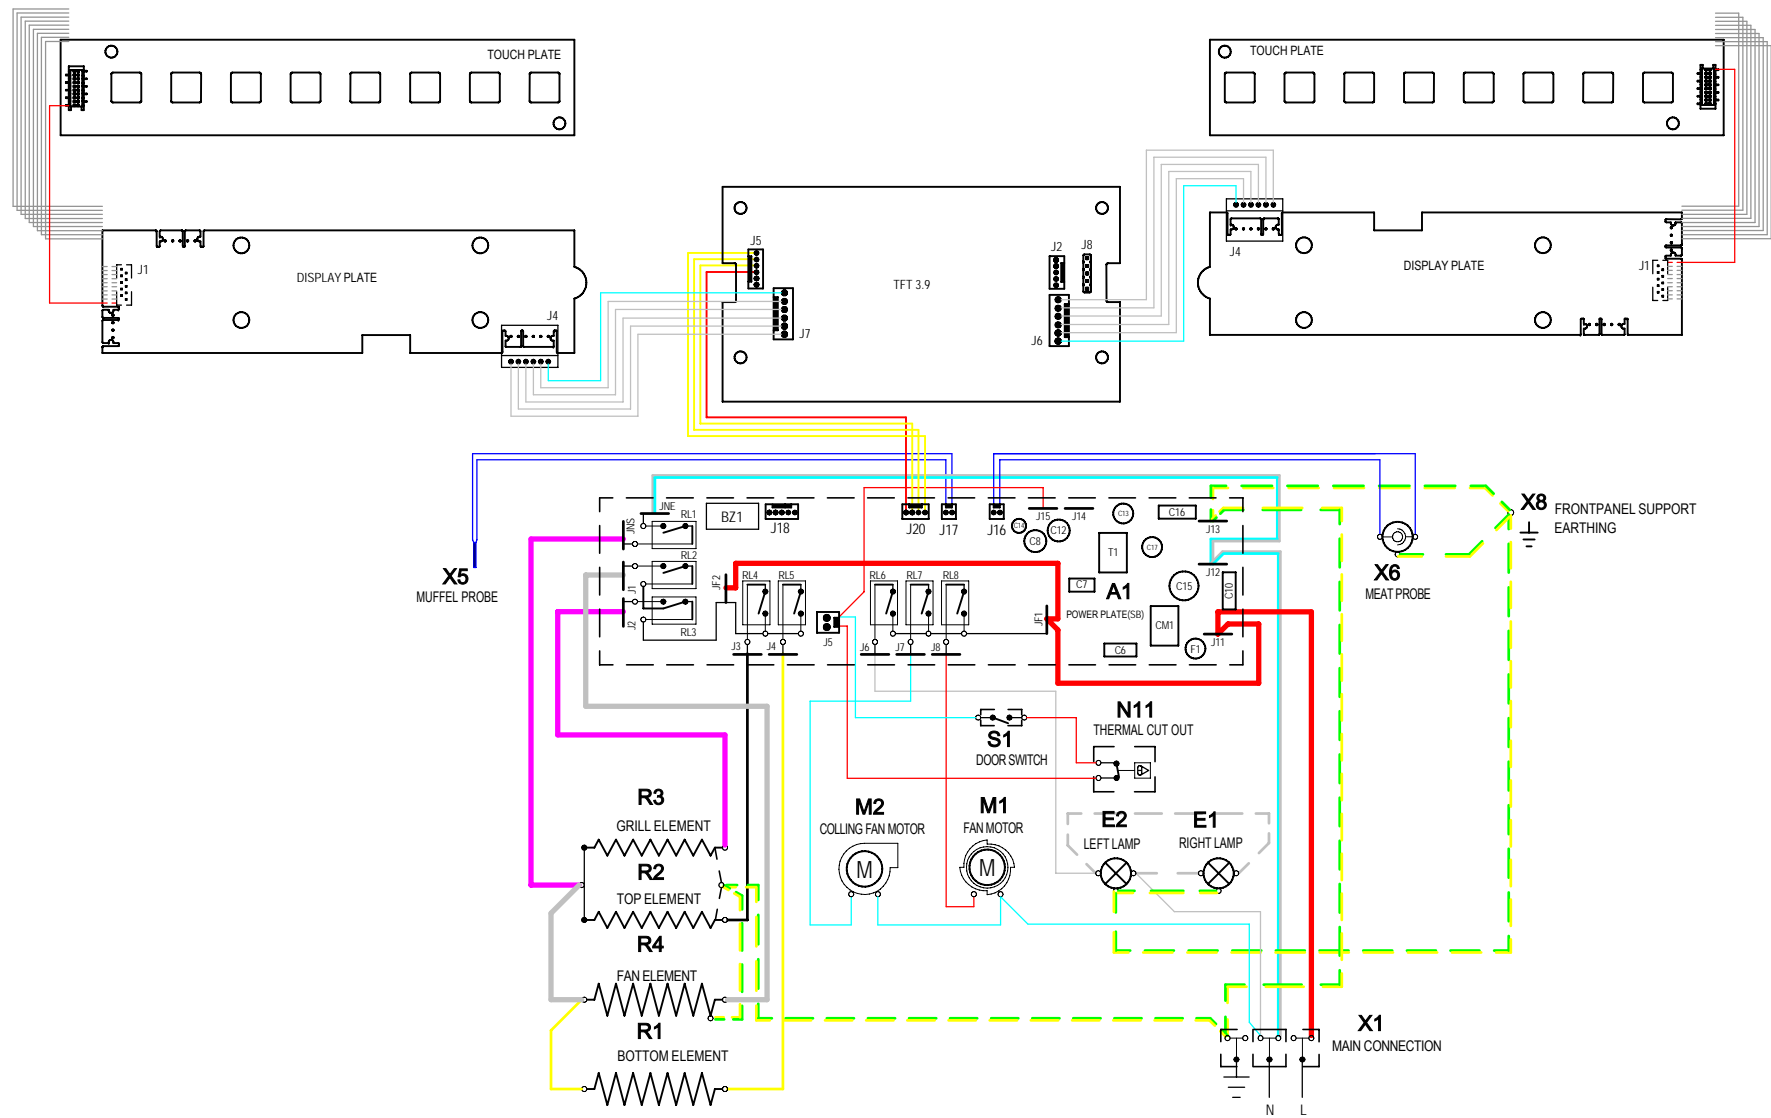 TOUCH PLATE
TOUCH PLATE
J1
DISPLAY PLATE
J4
J5
J7
TFT 3.9
J2
J8
J6
J4
DISPLAY PLATE
J1
X5
MUFFEL PROBE
JNE
JNS
RL1
BZ1
J18
J20
J17
J16
J15
J14
C13
C16
J13
C14
C8
C12
T1
C17
RL2
J1
J2
RL3
JF2
RL4
RL5
RL6
RL7
RL8
JF1
C7
A1
C15
J12
C10
POWER PLATE(SB)
CM1
J11
F1
C6
J3
J4
J5
J6
J7
J8
X8 FRONTPANEL SUPPORT
EARTHING
X6
MEAT PROBE
S1
DOOR SWITCH
N11
THERMAL CUT OUT
R3
GRILL ELEMENT
R2
TOP ELEMENT
R4
FAN ELEMENT
R1
BOTTOM ELEMENT
M2
COLLING FAN MOTOR
M
M1
FAN MOTOR
M
E2
LEFT LAMP
E1
RIGHT LAMP
X1
MAIN CONNECTION
N
L